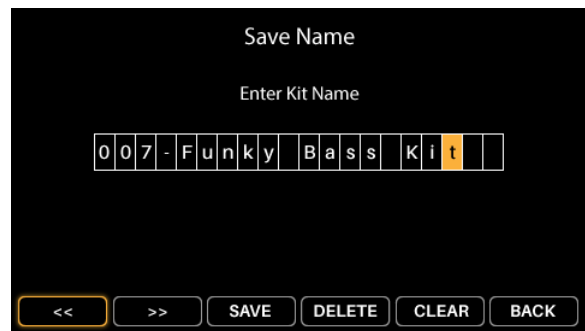 Save Name
Enter Kit Name
007-Funky Bass Kit
<< >> SAVE DELETE CLEAR BACK